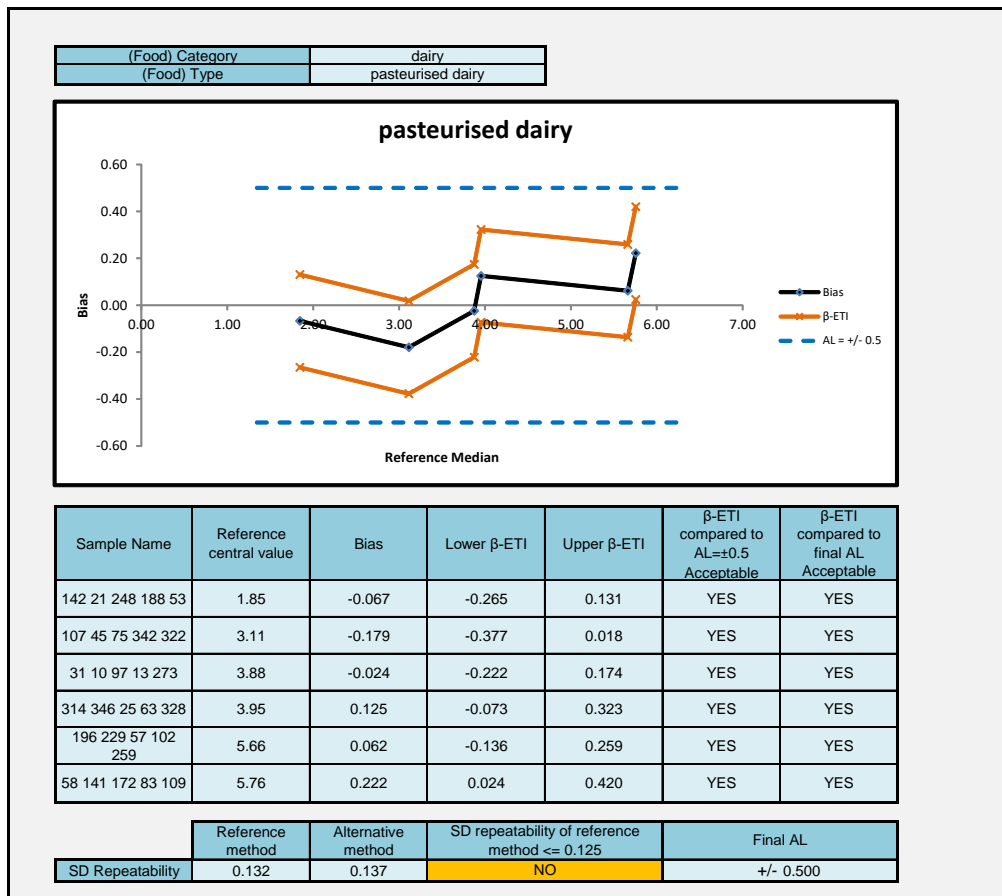 (Food) Category dairy
(Food) Type pasteurised dairy
pasteurised dairy
0.60
0.40
0.20
0.00
-0.20
-0.40
-0.60
Bias
0.00 1.00 2.00 3.00 4.00 5.00 6.00 7.00
Reference Median
Bias
β-ETI
AL = +/- 0.5
Sample Name Reference central value Bias Lower β-ETI Upper β-ETI β-ETI compared to AL=±0.5 Acceptable β-ETI compared to final AL Acceptable
142 21 248 188 53 1.85 -0.067 -0.265 0.131 YES YES
107 45 75 342 322 3.11 -0.179 -0.377 0.018 YES YES
31 10 97 13 273 3.88 -0.024 -0.222 0.174 YES YES
314 346 25 63 328 3.95 0.125 -0.073 0.323 YES YES
196 229 57 102 259 5.66 0.062 -0.136 0.259 YES YES
58 141 172 83 109 5.76 0.222 0.024 0.420 YES YES
Reference method Alternative method SD repeatability of reference method <= 0.125 Final AL
SD Repeatability 0.132 0.137 NO +/- 0.500